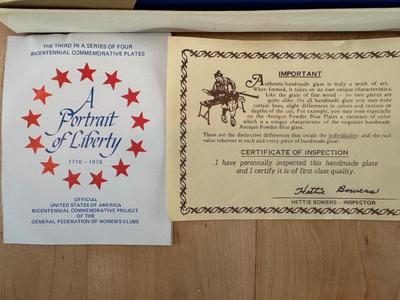 THE THIRD IN A SERIES OF FOUR
BICENTENNIAL COMMEMORATIVE PLATES
A
Portrait
of Liberty
1776-1976
OFFICIAL
UNITED STATES OF AMERICA
BICENTENNIAL COMMEMORATIVE PROJECT
OF THE
GENERAL FEDERATION OF WOMEN'S CLUBS
IMPORTANT
Authentic handmade glass is truly a work of art.
When formed, it takes on its own unique characteristics.
Like the grain of fine wood — no two pieces are
quite alike. On all handmade glass you may note
certain lines, slight differences in colors and texture or
depths of the cut. For example, you may note especially
on the Antique Powder Blue Plates a variation of color
which is a unique characteristic of the exquisite handmade
Antique Powder Blue glass.
These are the distinctive differences that create the individuality and the real
value inherent in each and every piece of handmade glass!
CERTIFICATE OF INSPECTION
I have personally inspected this handmade plate
and I certify it is of first class quality.
Hettie Bowers
HETTIE BOWERS - INSPECTOR